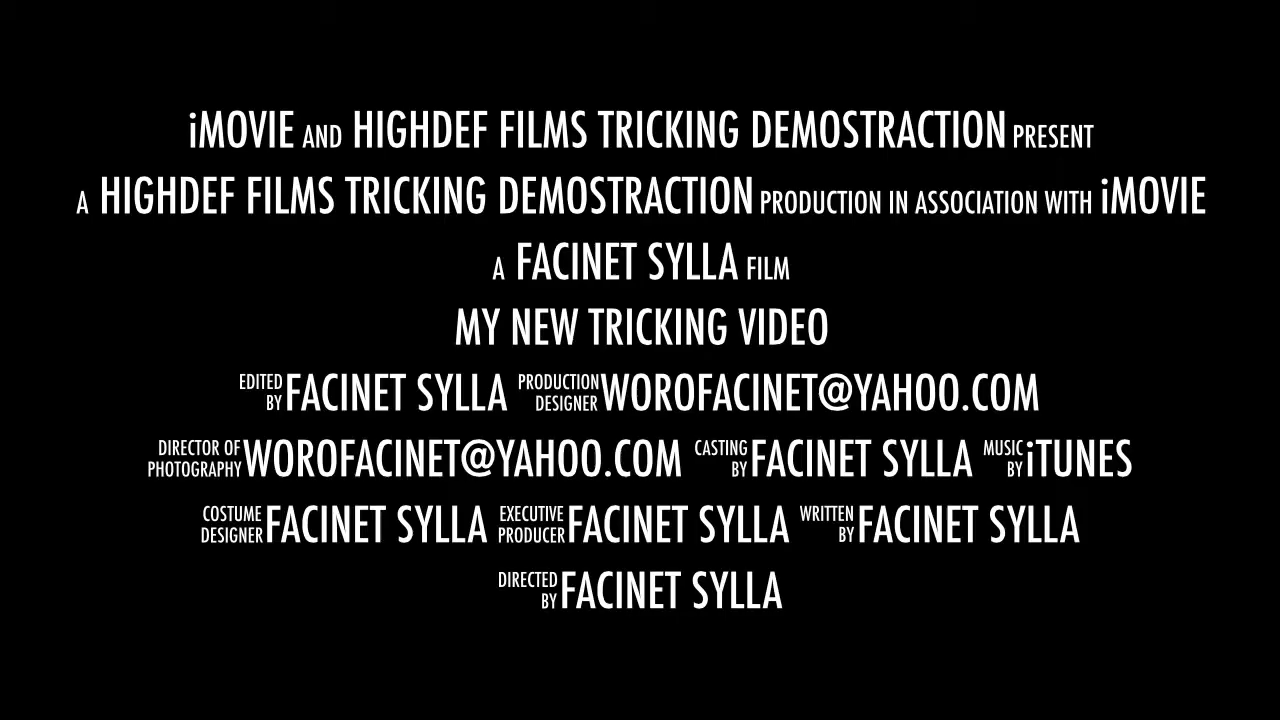 iMOVIE AND HIGHDEF FILMS TRICKING DEMOSTRACTION PRESENT
A HIGHDEF FILMS TRICKING DEMOSTRACTION PRODUCTION IN ASSOCIATION WITH iMOVIE
A FACINET SYLLA FILM
MY NEW TRICKING VIDEO
EDITED BY FACINET SYLLA PRODUCTION DESIGNER WOROFACINET@YAHOO.COM
DIRECTOR OF PHOTOGRAPHY WOROFACINET@YAHOO.COM CASTING BY FACINET SYLLA MUSIC BY iTUNES
COSTUME DESIGNER FACINET SYLLA EXECUTIVE PRODUCER FACINET SYLLA WRITTEN BY FACINET SYLLA
DIRECTED BY FACINET SYLLA